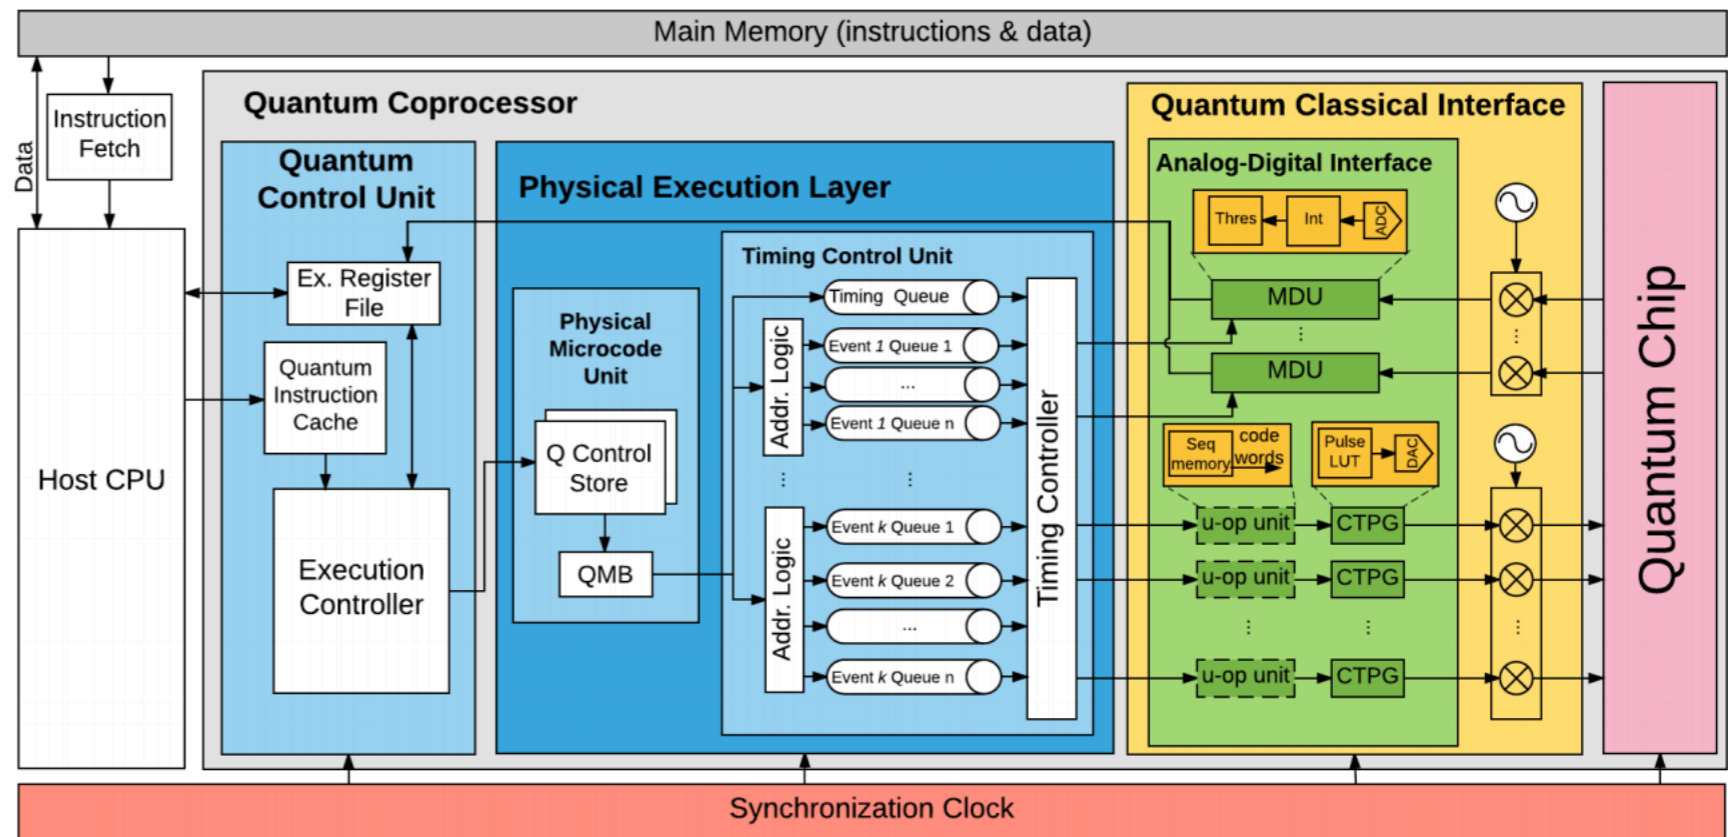 Main Memory (instructions & data)
Data
Instruction
Fetch
Host CPU
Quantum Coprocessor
Quantum
Control Unit
Ex. Register
File
Quantum
Instruction
Cache
Execution
Controller
Physical Execution Layer
Physical
Microcode
Unit
Q Control
Store
QMB
Timing Control Unit
Timing Queue
Addr. Logic
Event 1 Queue 1
...
Event 1 Queue n
...
...
Addr. Logic
Event k Queue 1
Event k Queue 2
...
Event k Queue n
Timing Controller
Quantum Classical Interface
Analog-Digital Interface
Thres
Int
ADC
MDU
...
MDU
...
Seq
memory
code
words
Pulse
LUT
DAC
u-op unit
CTPG
u-op unit
CTPG
...
...
...
u-op unit
CTPG
Quantum Chip
Synchronization Clock